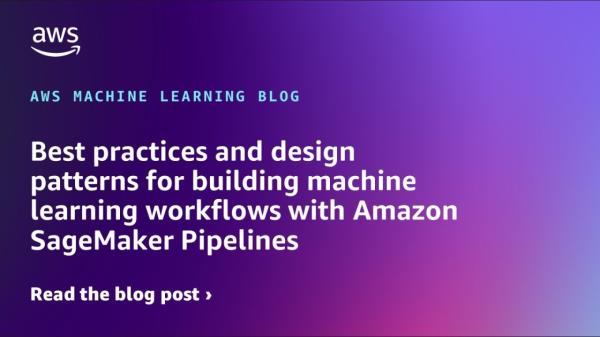 aws
AWS MACHINE LEARNING BLOG
Best practices and design
patterns for building machine
learning workflows with Amazon
SageMaker Pipelines
Read the blog post ›